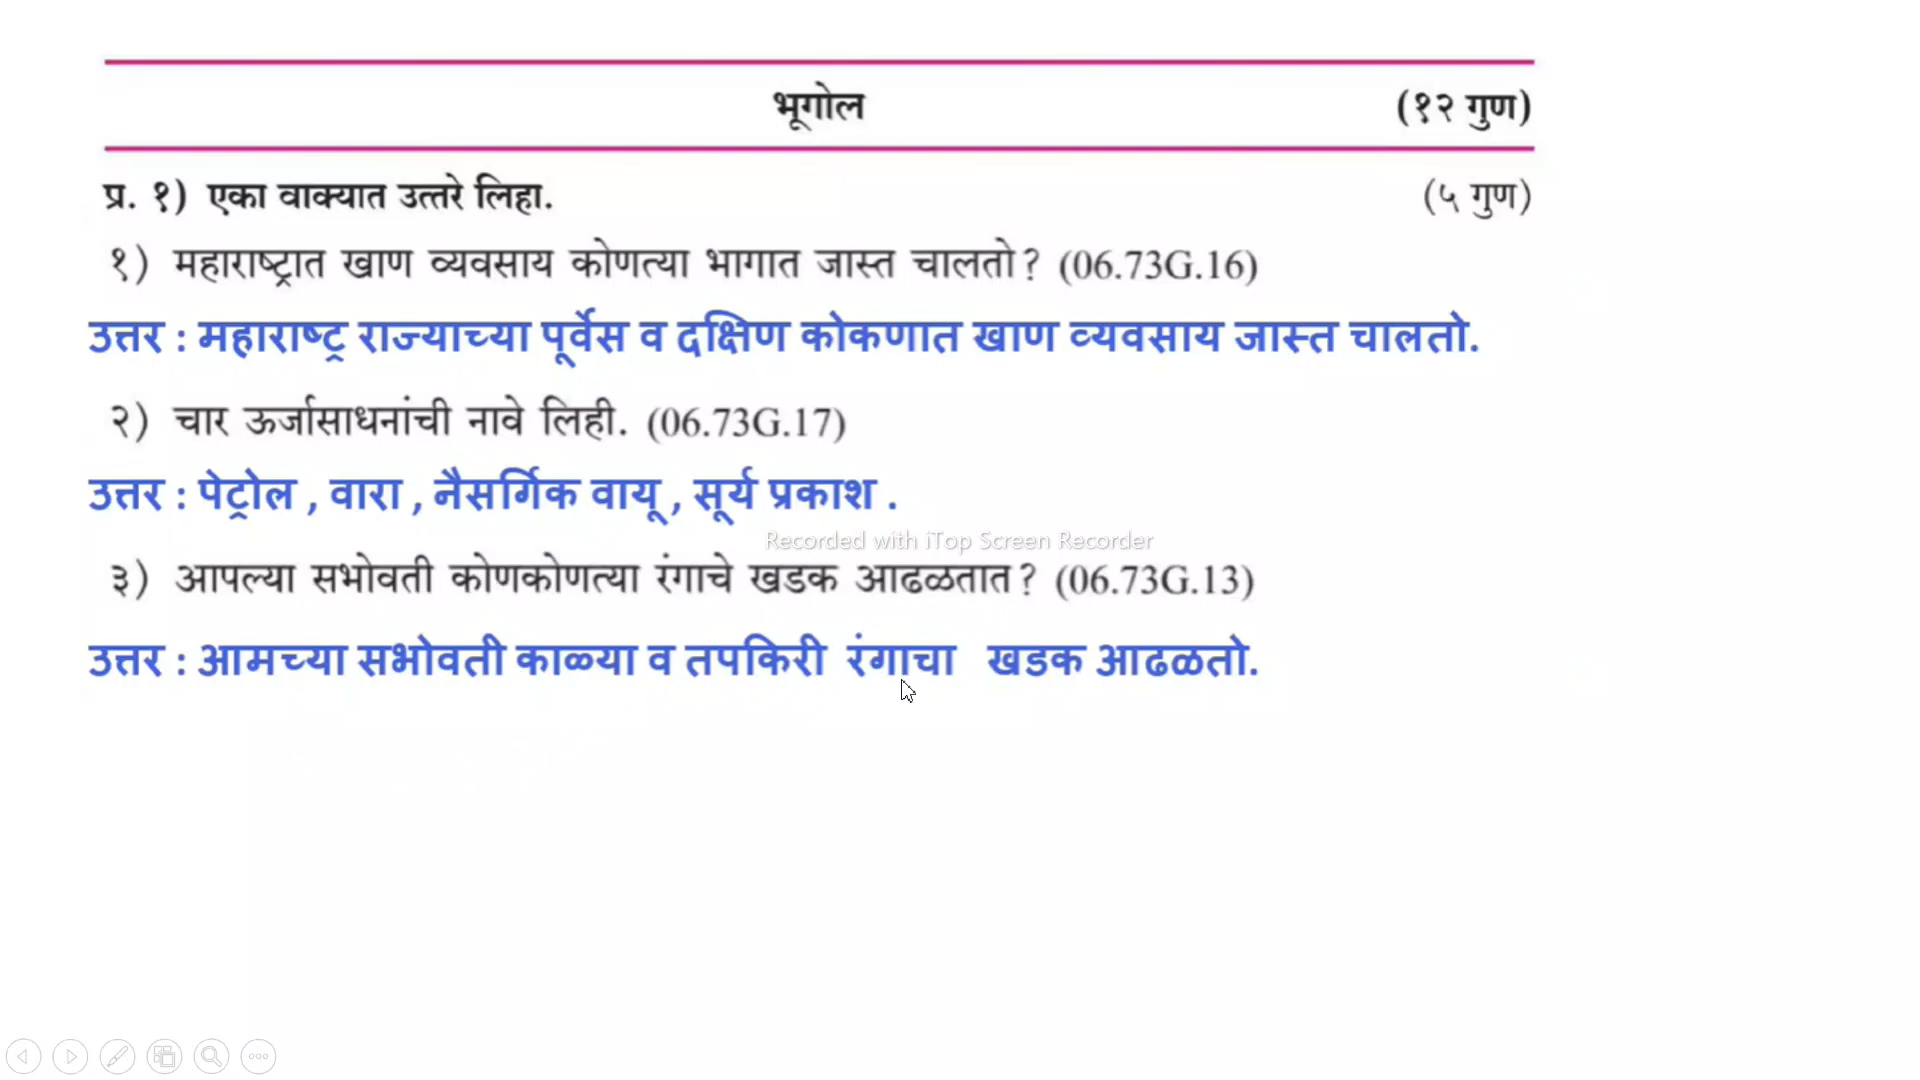 भूगोल (१२ गुण)
प्र. १) एका वाक्यात उत्तरे लिहा. (५ गुण)
१) महाराष्ट्रात खाण व्यवसाय कोणत्या भागात जास्त चालतो? (06.73G.16)
उत्तर : महाराष्ट्र राज्याच्या पूर्वेस व दक्षिण कोकणात खाण व्यवसाय जास्त चालतो.
२) चार ऊर्जासाधनांची नावे लिही. (06.73G.17)
उत्तर : पेट्रोल , वारा , नैसर्गिक वायू , सूर्य प्रकाश .
Recorded with iTop Screen Recorder
३) आपल्या सभोवती कोणकोणत्या रंगाचे खडक आढळतात? (06.73G.13)
उत्तर : आमच्या सभोवती काळ्या व तपकिरी रंगाचा खडक आढळतो.